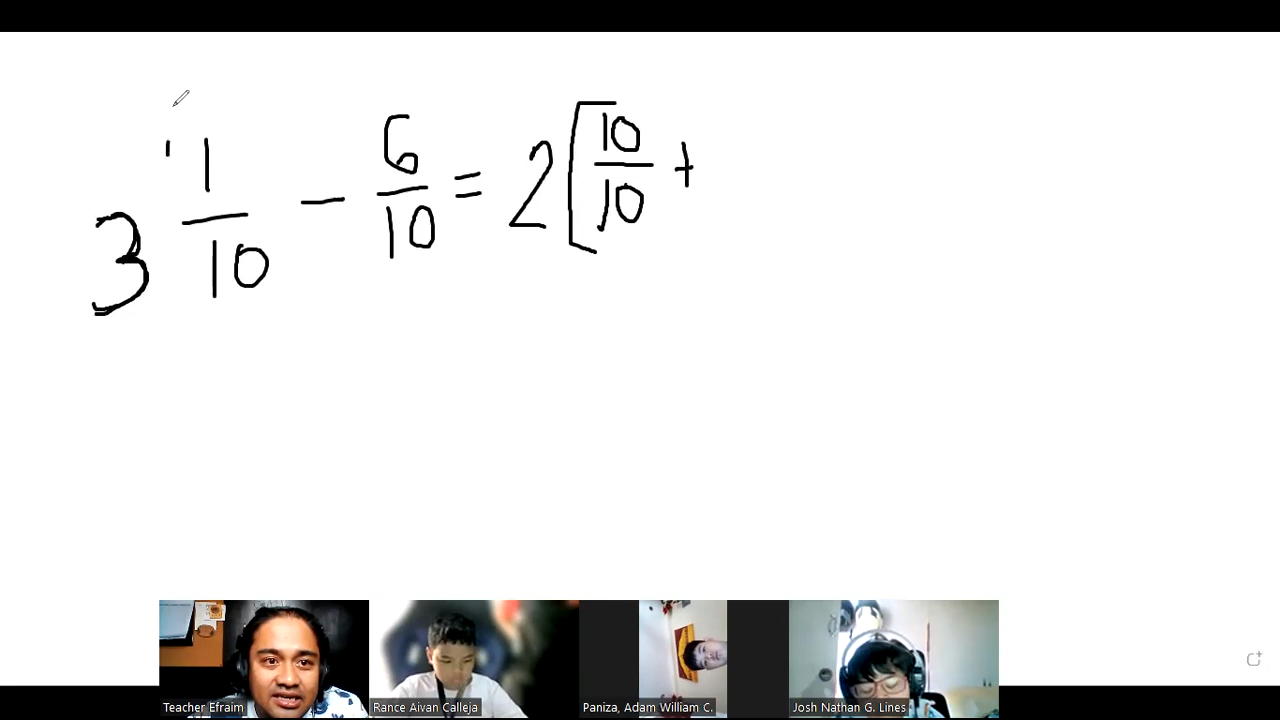 3 1/10 - 6/10 = 2 [10/10 +
Teacher Efraim
Rance Aivan Calleja
Paniza, Adam William C.
Josh Nathan G. Lines